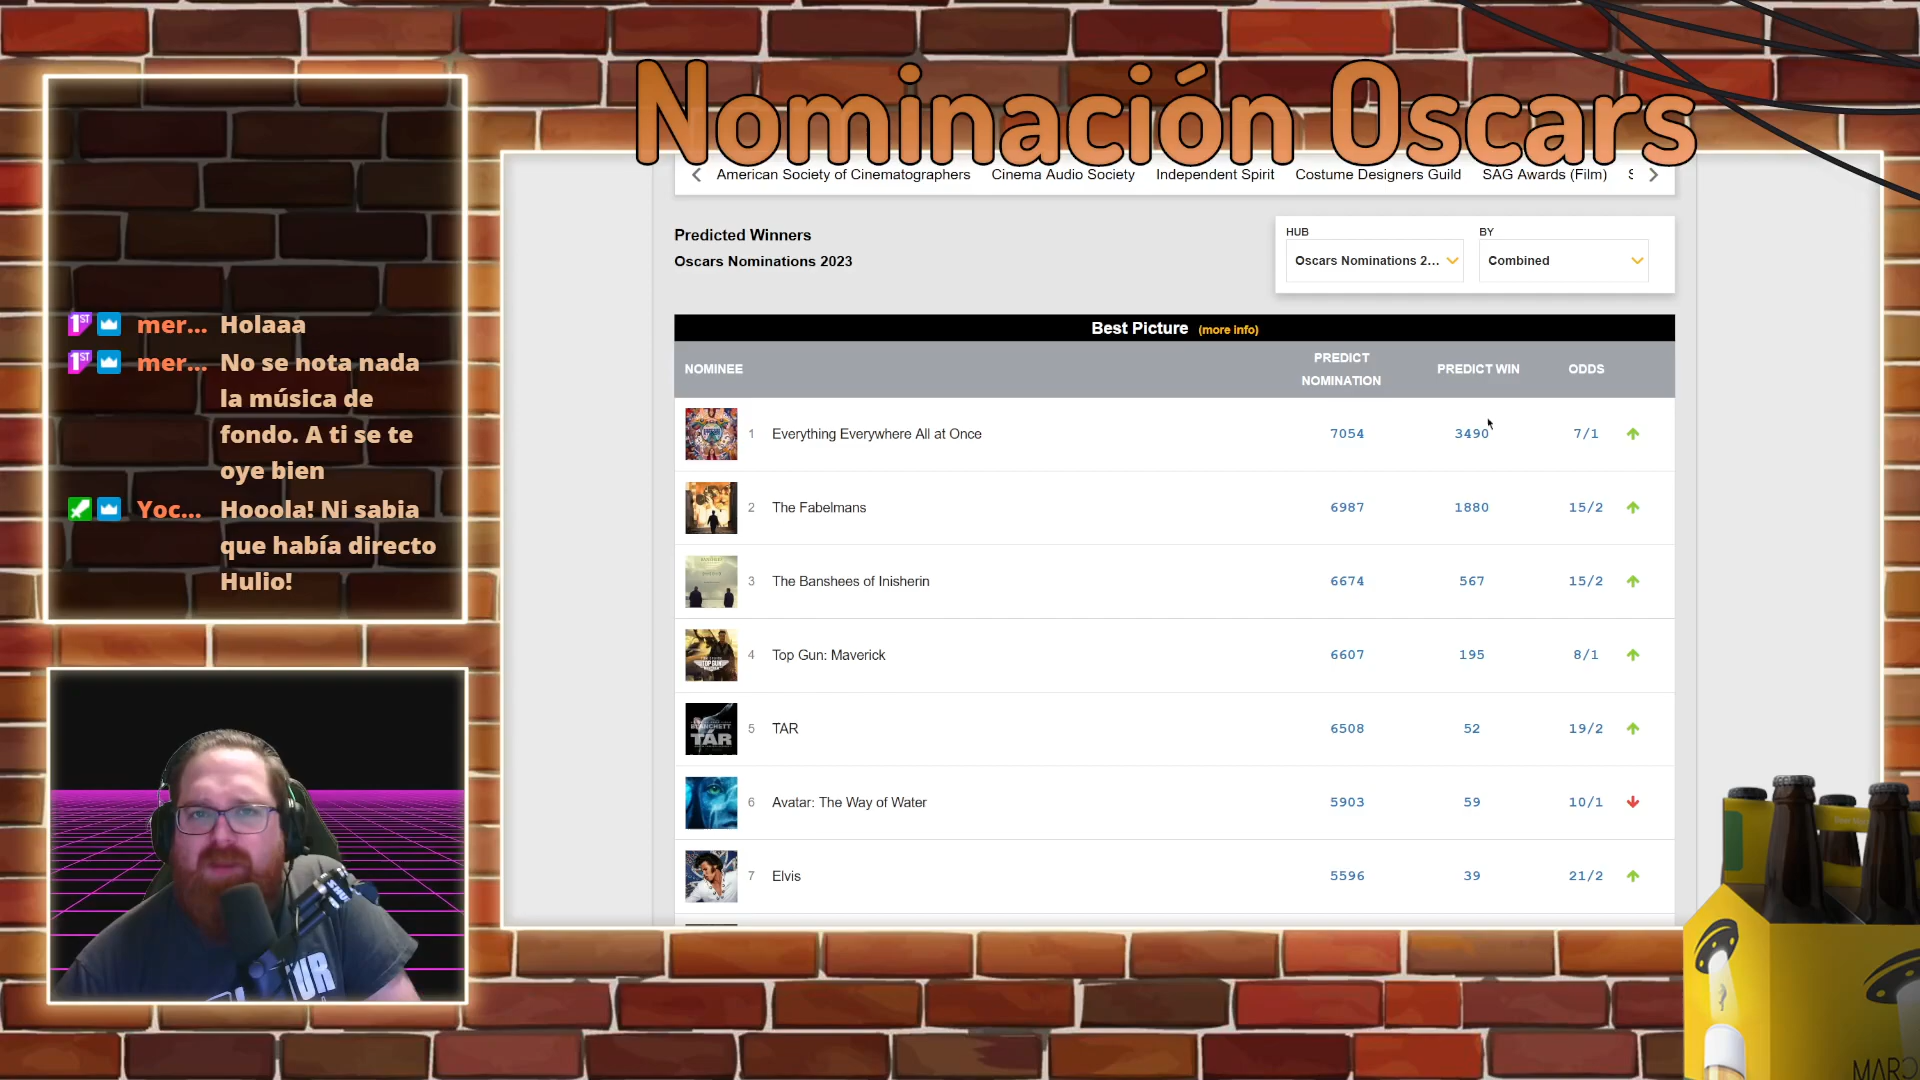 Nominación Oscars
American Society of Cinematographers Cinema Audio Society Independent Spirit Costume Designers Guild SAG Awards (Film)
Predicted Winners
Oscars Nominations 2023
HUB
Oscars Nominations 2...
BY
Combined
Best Picture (more info)
NOMINEE PREDICT NOMINATION PREDICT WIN ODDS
1 Everything Everywhere All at Once 7054 3490 7/1
2 The Fabelmans 6987 1880 15/2
3 The Banshees of Inisherin 6674 567 15/2
4 Top Gun: Maverick 6607 195 8/1
5 TAR 6508 52 19/2
6 Avatar: The Way of Water 5903 59 10/1
7 Elvis 5596 39 21/2
1ST mer... Holaaa
1ST mer... No se nota nada
la música de
fondo. A ti se te
oye bien
Yoc... Hooola! Ni sabia
que había directo
Hulio!
BLANCHETT
TÁR
TOP GUN